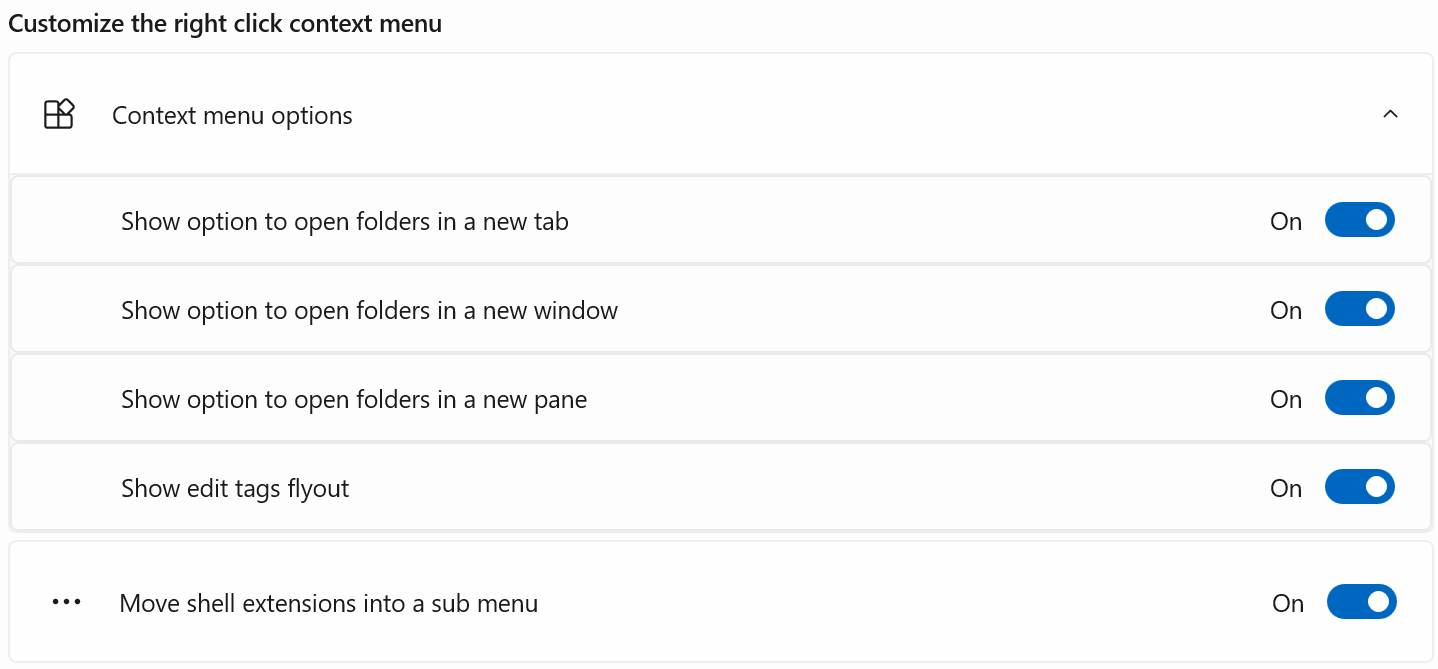 Customize the right click context menu
Context menu options
Show option to open folders in a new tab On
Show option to open folders in a new window On
Show option to open folders in a new pane On
Show edit tags flyout On
Move shell extensions into a sub menu On